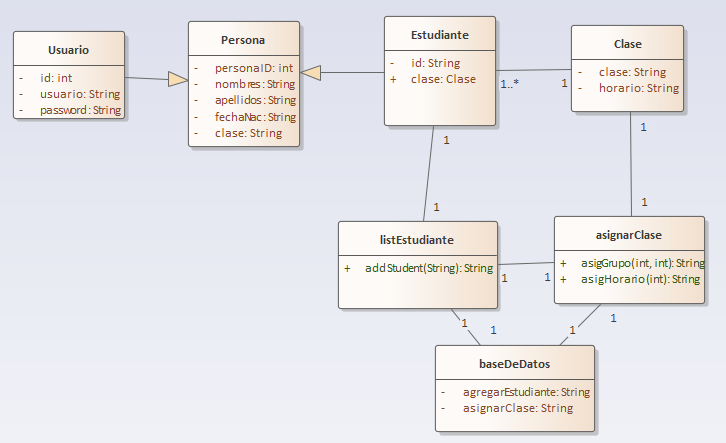 Usuario
- id: int
- usuario: String
- password: String
Persona
- personaID: int
- nombres: String
- apellidos: String
- fechaNac: String
- clase: String
Estudiante
- id: String
+ clase: Clase
Clase
- clase: String
- horario: String
1..*
1
1
1
1
1
listEstudiante
+ addStudent(String): String
asignarClase
+ asigGrupo(int, int): String
+ asigHorario(int): String
1
1
1
1
1
1
baseDeDatos
- agregarEstudiante: String
- asignarClase: String